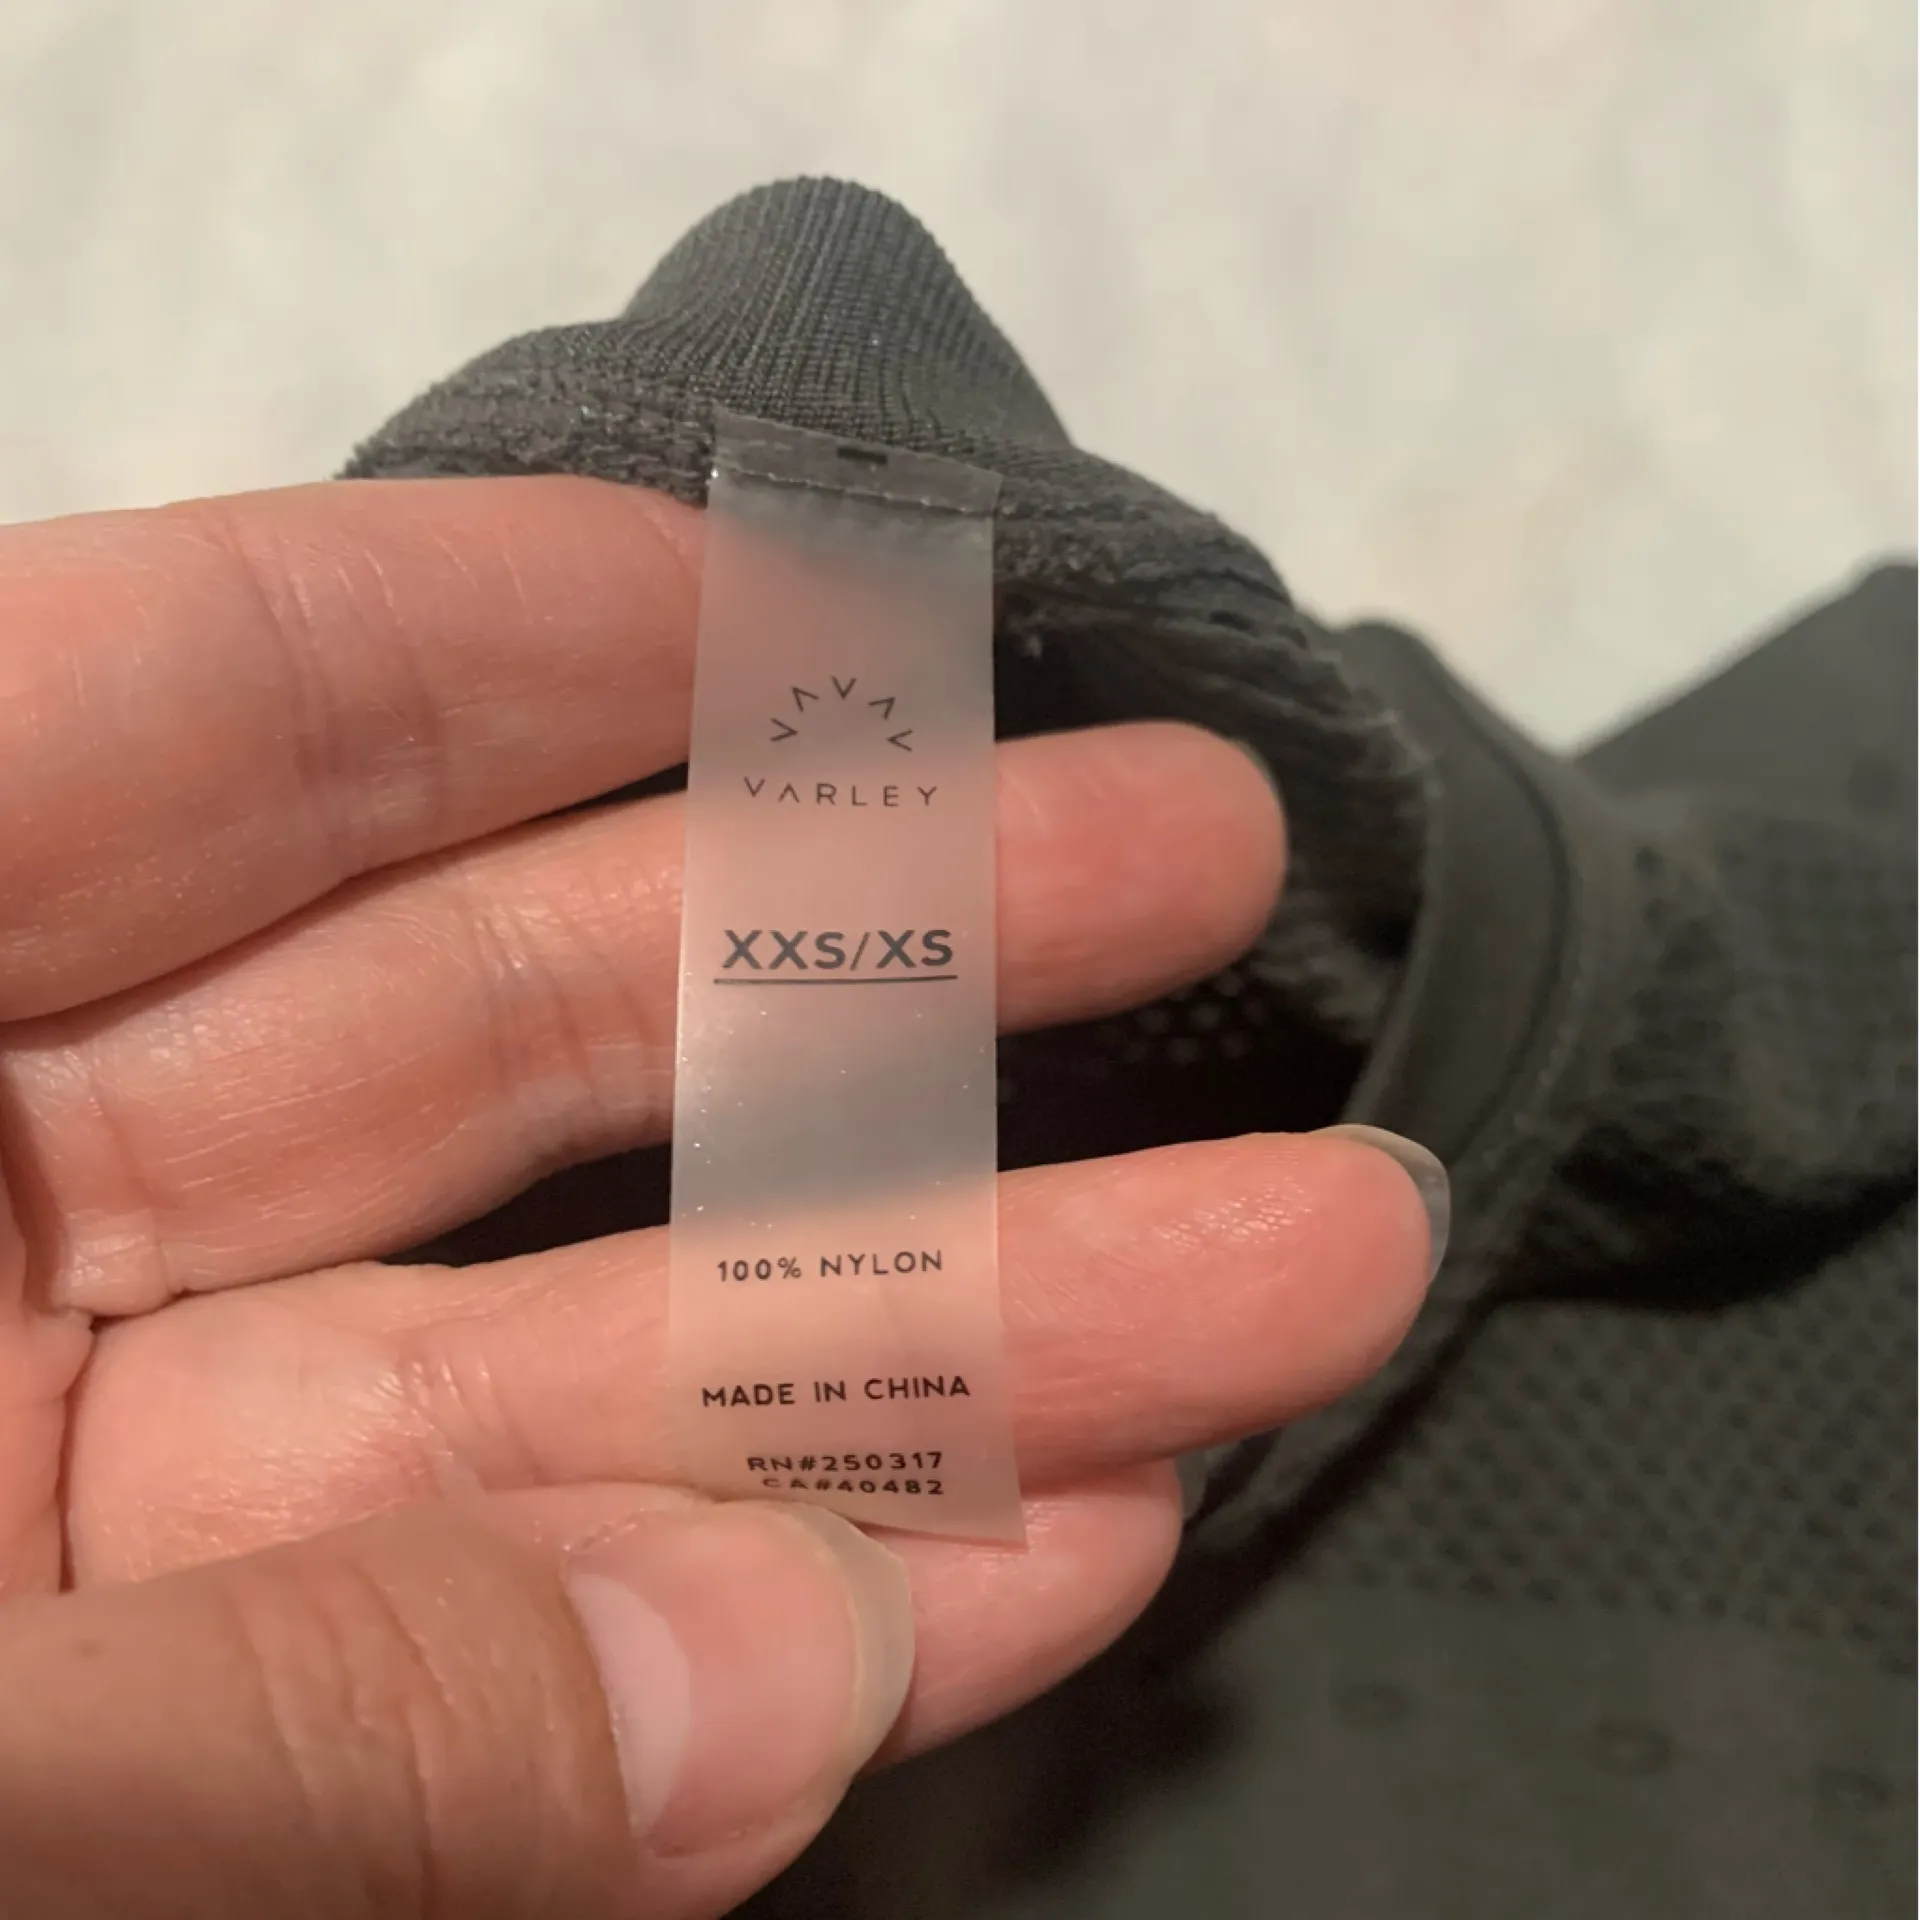 VARLEY
XXS/XS
100% NYLON
MADE IN CHINA
RN#250317
CA#40482